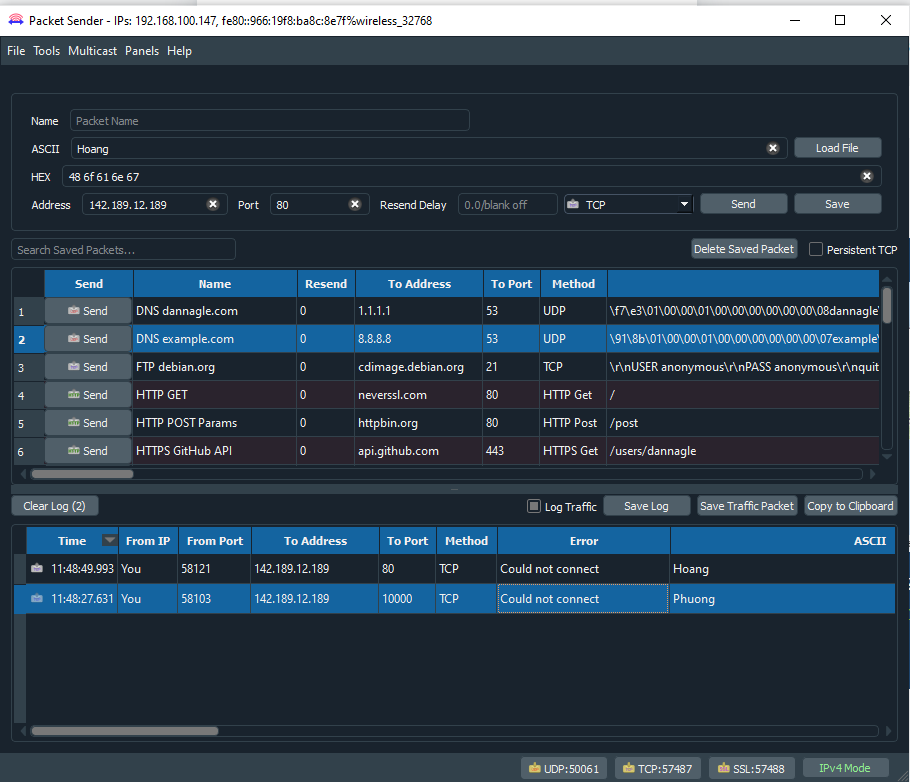 Packet Sender - IPs: 192.168.100.147, fe80::966:19f8:ba8c:8e7f%wireless_32768
File Tools Multicast Panels Help
Name Packet Name
ASCII Hoang Load File
HEX 48 6f 61 6e 67
Address 142.189.12.189 Port 80 Resend Delay 0.0/blank off TCP Send Save
Search Saved Packets... Delete Saved Packet Persistent TCP
Send Name Resend To Address To Port Method
1 Send DNS dannagle.com 0 1.1.1.1 53 UDP \f7\e3\01\00\00\01\00\00\00\00\00\00\08dannagle\
2 Send DNS example.com 0 8.8.8.8 53 UDP \91\8b\01\00\00\01\00\00\00\00\00\00\07example\
3 Send FTP debian.org 0 cdimage.debian.org 21 TCP \r\nUSER anonymous\r\nPASS anonymous\r\nquit
4 Send HTTP GET 0 neverssl.com 80 HTTP Get /
5 Send HTTP POST Params 0 httpbin.org 80 HTTP Post /post
6 Send HTTPS GitHub API 0 api.github.com 443 HTTPS Get /users/dannagle
Clear Log (2) Log Traffic Save Log Save Traffic Packet Copy to Clipboard
Time From IP From Port To Address To Port Method Error ASCII
11:48:49.993 You 58121 142.189.12.189 80 TCP Could not connect Hoang
11:48:27.631 You 58103 142.189.12.189 10000 TCP Could not connect Phuong
UDP:50061 TCP:57487 SSL:57488 IPv4 Mode